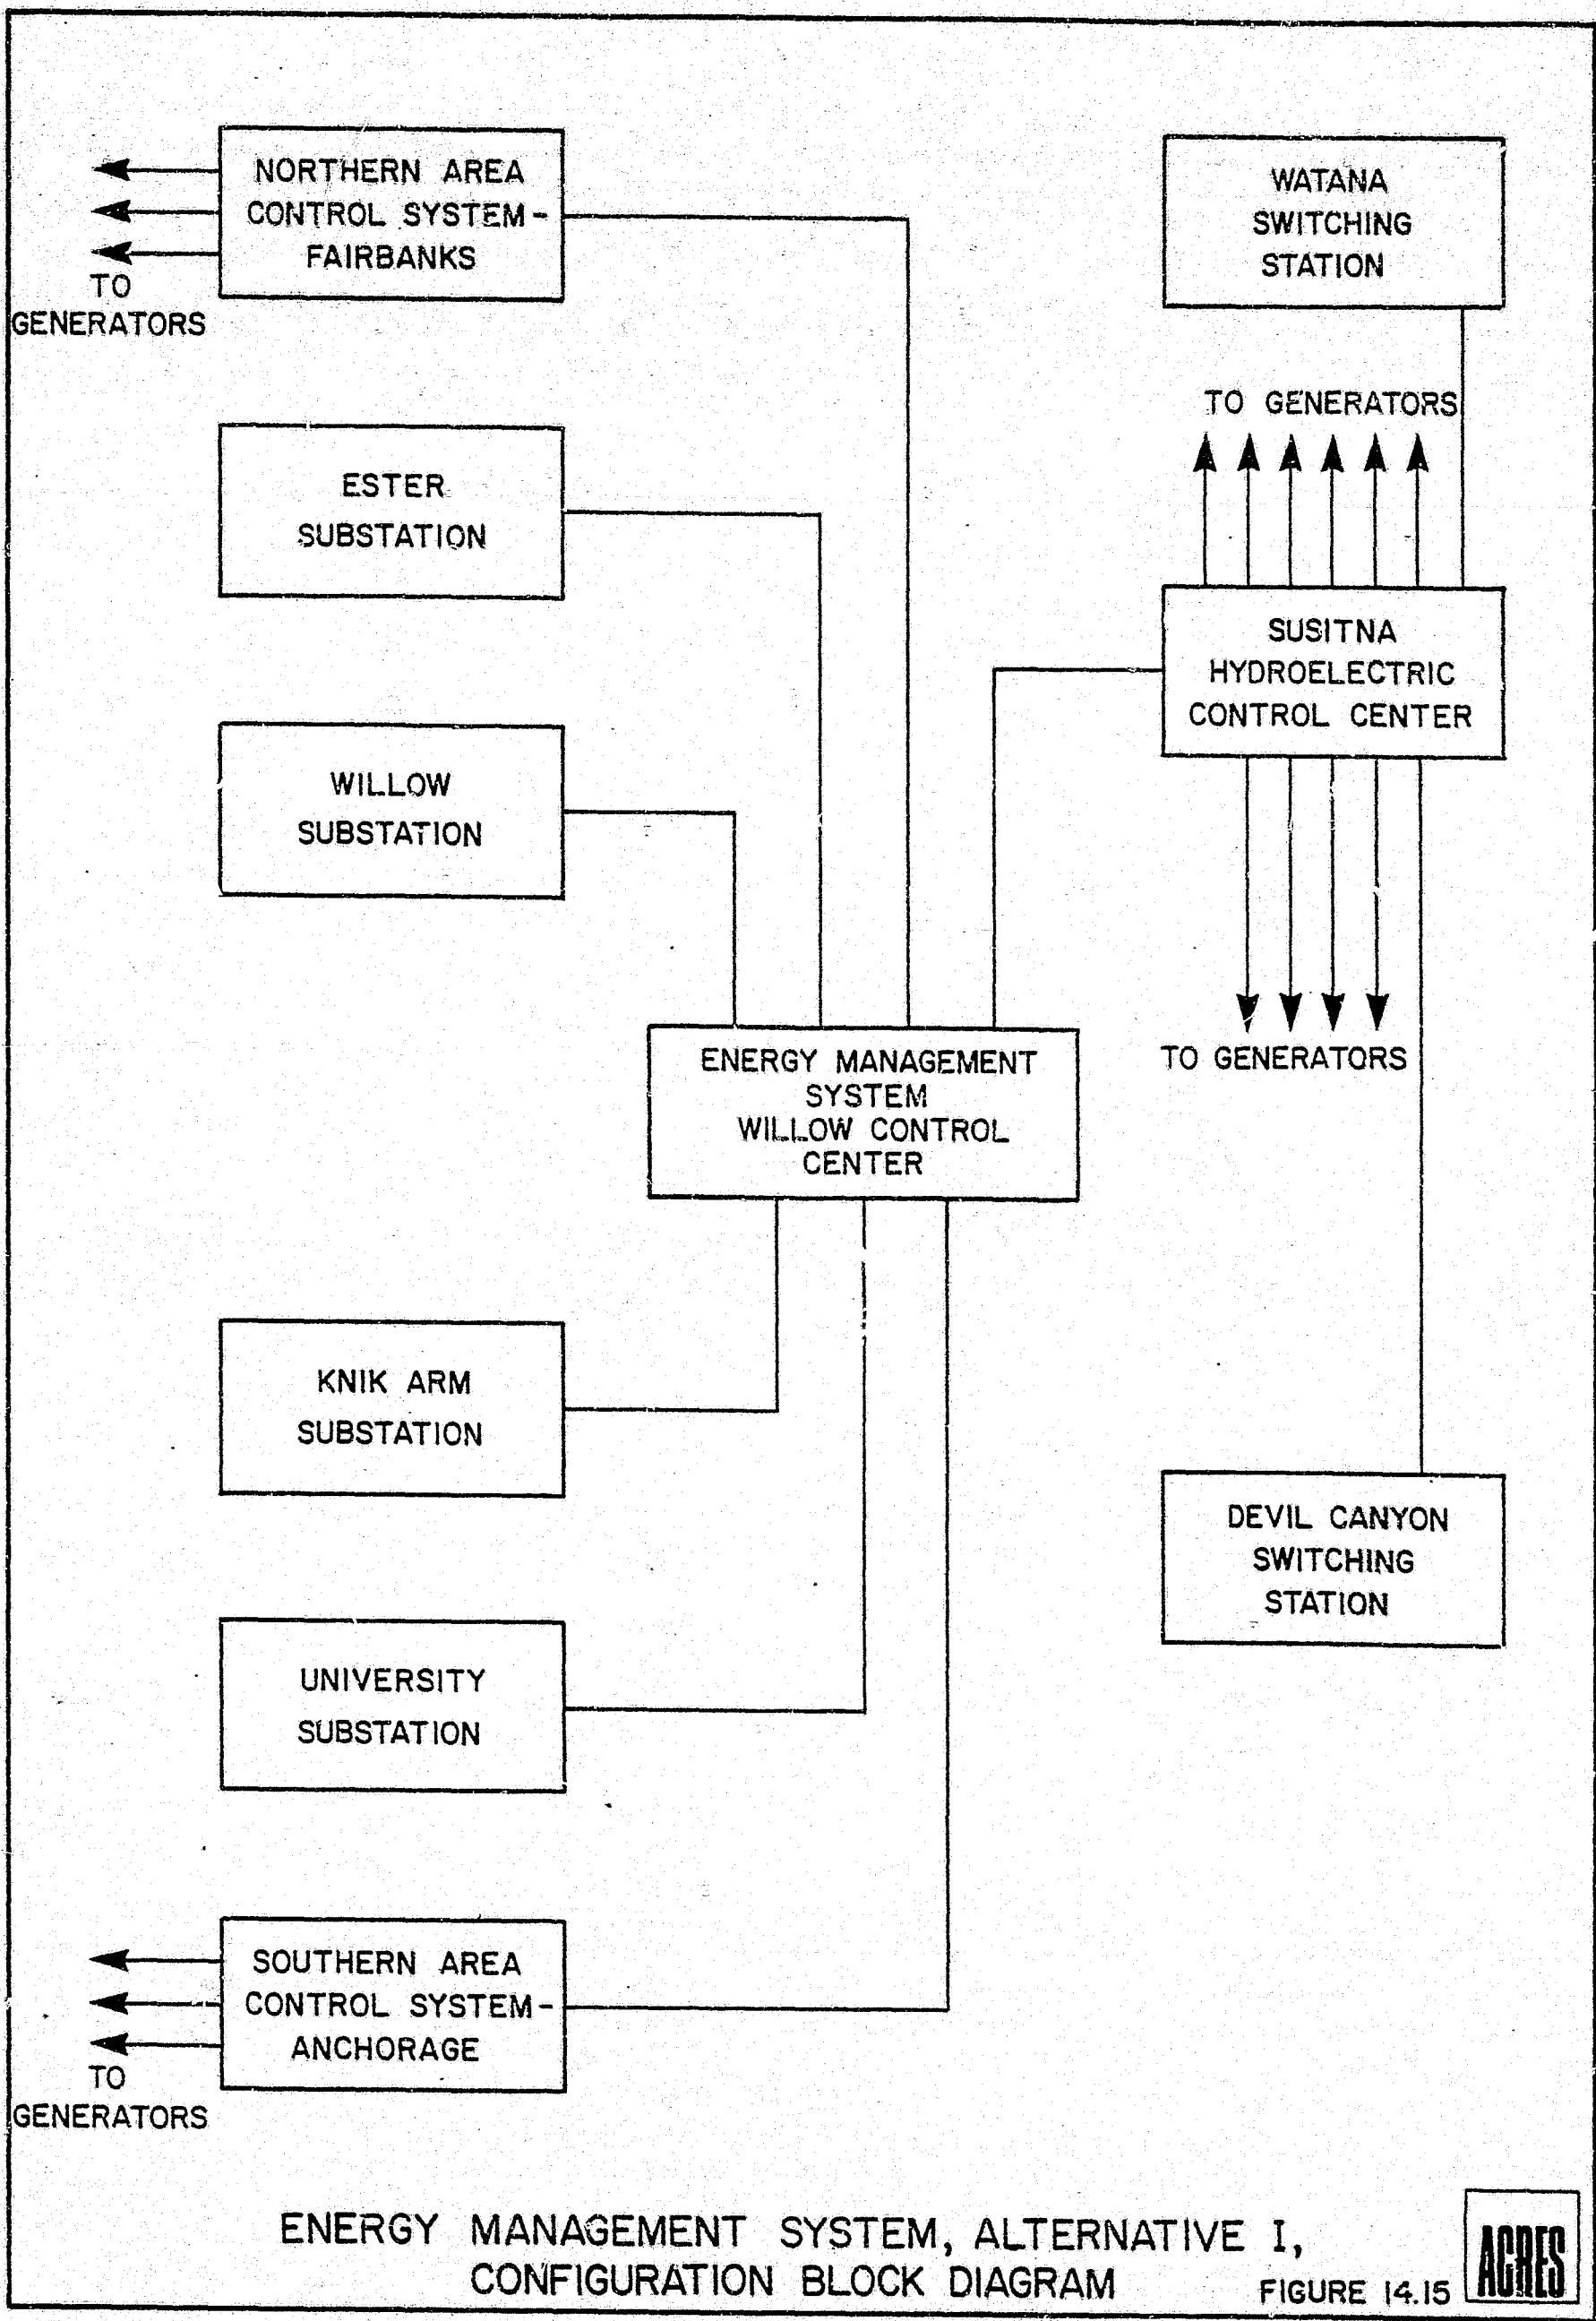 NORTHERN AREA
CONTROL SYSTEM-
FAIRBANKS
TO
GENERATORS
WATANA
SWITCHING
STATION
TO GENERATORS
ESTER
SUBSTATION
SUSITNA
HYDROELECTRIC
CONTROL CENTER
WILLOW
SUBSTATION
TO GENERATORS
ENERGY MANAGEMENT
SYSTEM
WILLOW CONTROL
CENTER
KNIK ARM
SUBSTATION
DEVIL CANYON
SWITCHING
STATION
UNIVERSITY
SUBSTATION
SOUTHERN AREA
CONTROL SYSTEM-
ANCHORAGE
TO
GENERATORS
ENERGY MANAGEMENT SYSTEM, ALTERNATIVE I,
CONFIGURATION BLOCK DIAGRAM
FIGURE 14.15
ACRES